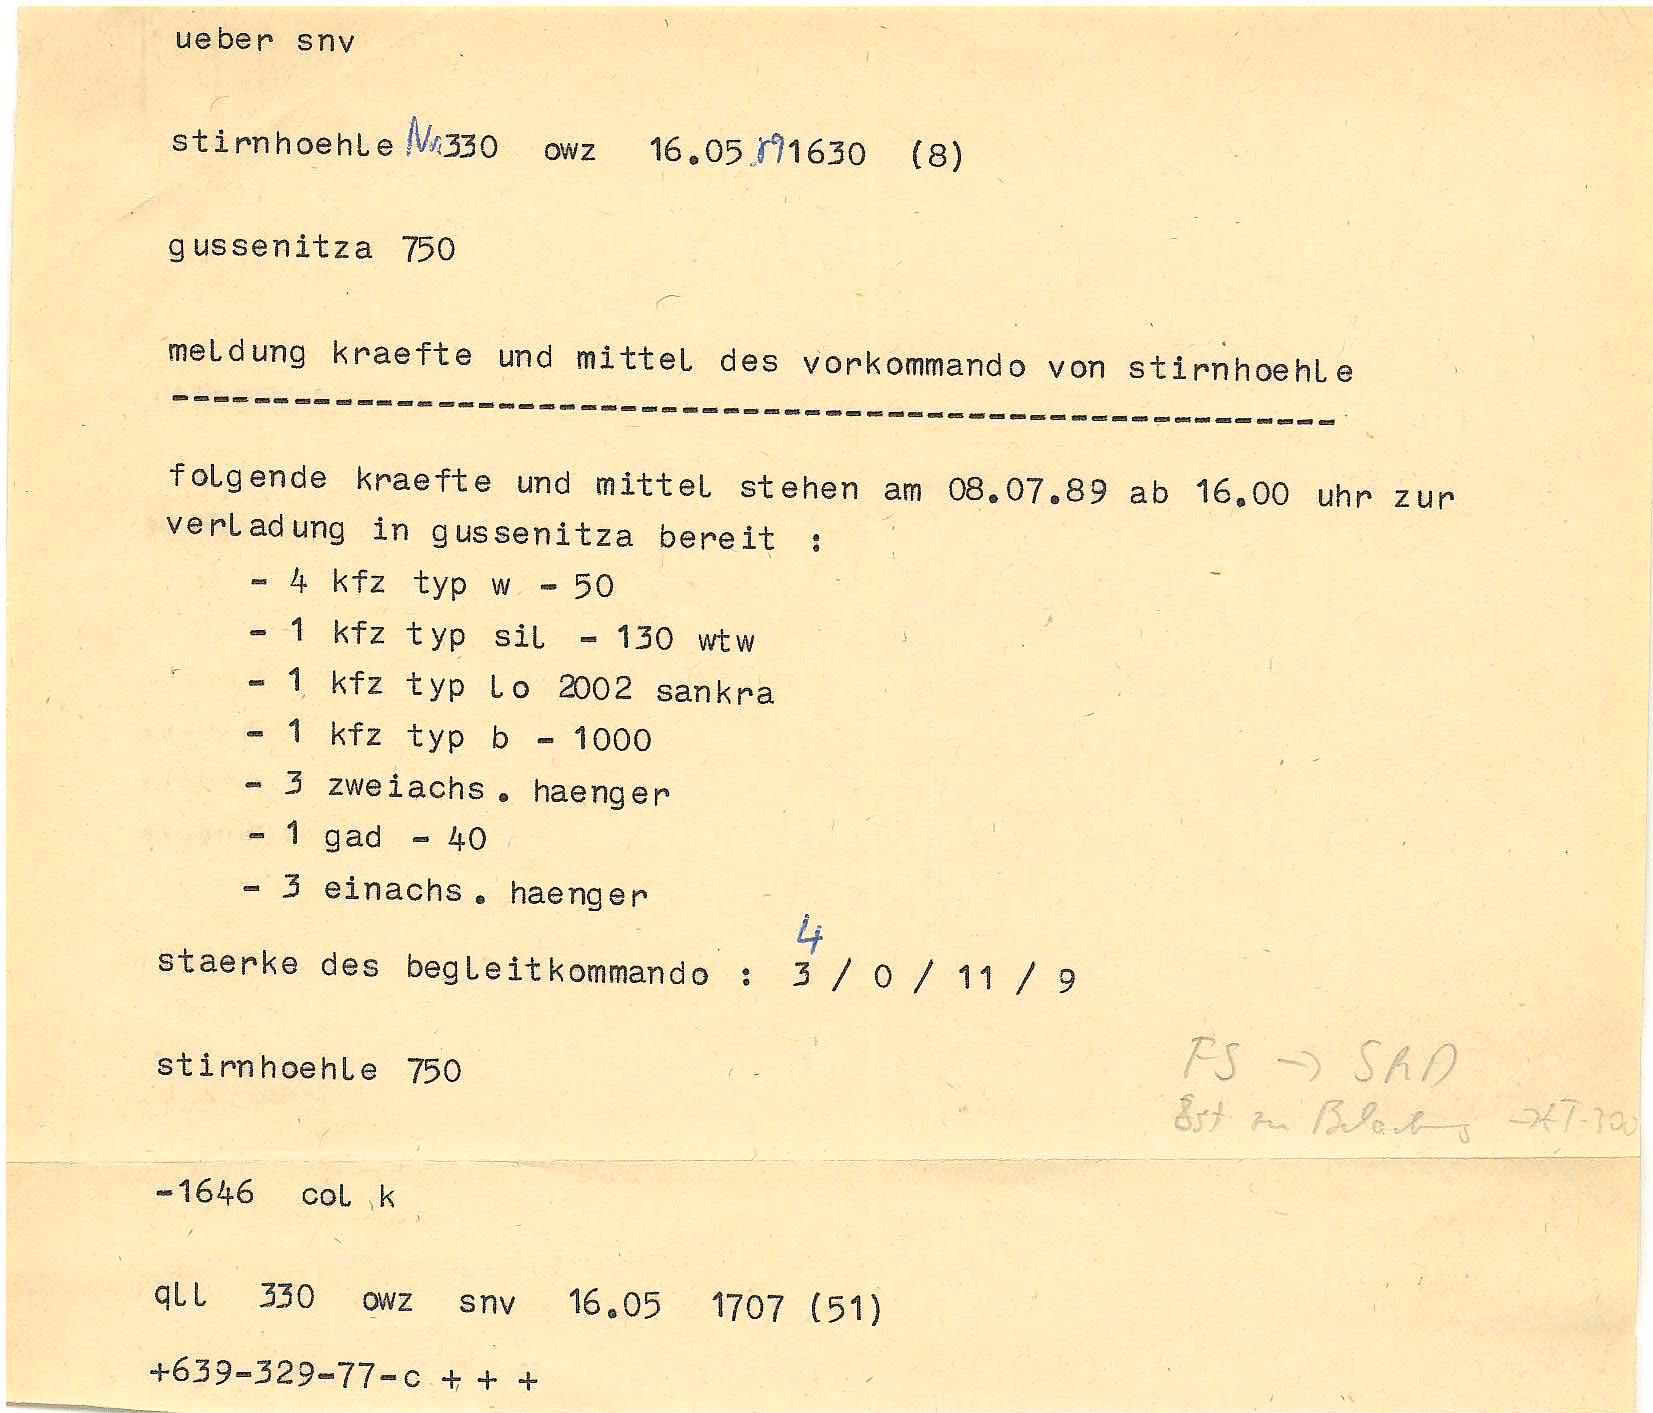 ueber snv
stirnhoehle Nr. 330 owz 16.05.89 1630 (8)
gussenitza 750
meldung kraefte und mittel des vorkommando von stirnhoehle
----------------------------------------------------------
folgende kraefte und mittel stehen am 08.07.89 ab 16.00 uhr zur
verladung in gussenitza bereit :
- 4 kfz typ w - 50
- 1 kfz typ sil - 130 wtw
- 1 kfz typ lo 2002 sankra
- 1 kfz typ b - 1000
- 3 zweiachs. haenger
- 1 gad - 40
- 3 einachs. haenger
4
staerke des begleitkommando : 3 / 0 / 11 / 9
stirnhoehle 750
FS → SAD
-1646 col k
qll 330 owz snv 16.05 1707 (51)
+639-329-77-c + + +